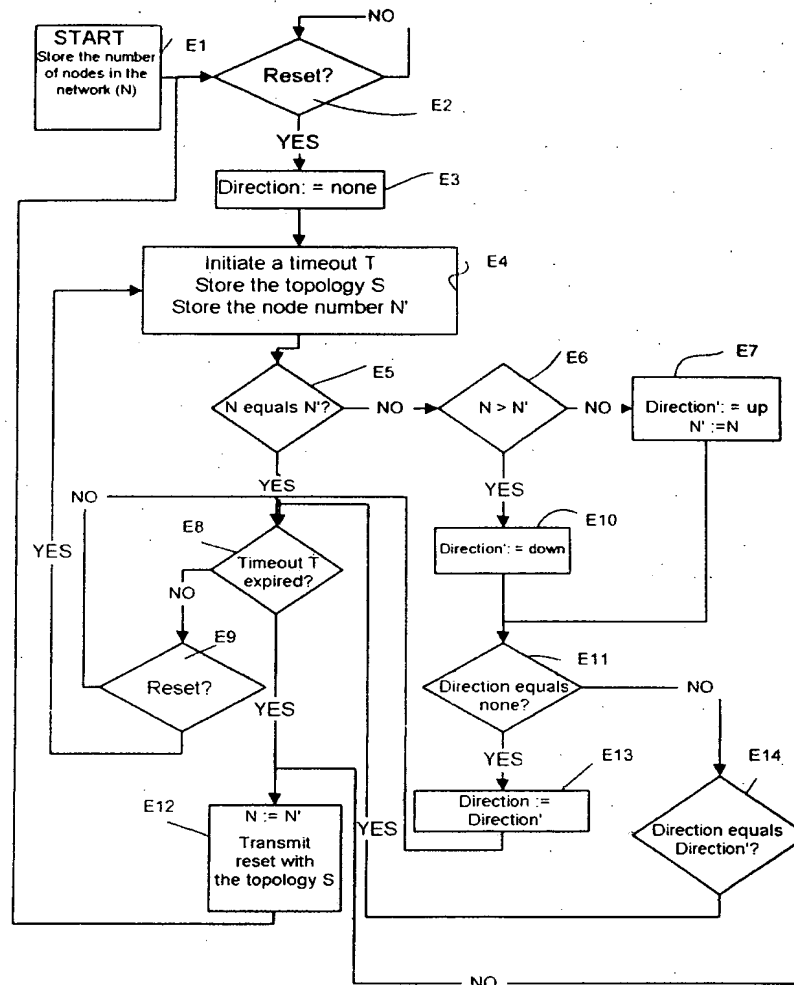 NO
START
Store the number
of nodes in the
network (N)
E1
Reset?
E2
YES
Direction: = none
E3
Initiate a timeout T
Store the topology S
Store the node number N'
E4
N equals N'?
E5
NO
N > N'
E6
NO
Direction': = up
N' :=N
E7
YES
YES
NO
E8
Timeout T
expired?
Direction': = down
E10
YES
NO
E9
Reset?
YES
Direction equals
none?
E11
NO
YES
E13
Direction :=
Direction'
E14
Direction equals
Direction'?
E12
N := N'
Transmit
reset with
the topology S
YES
NO